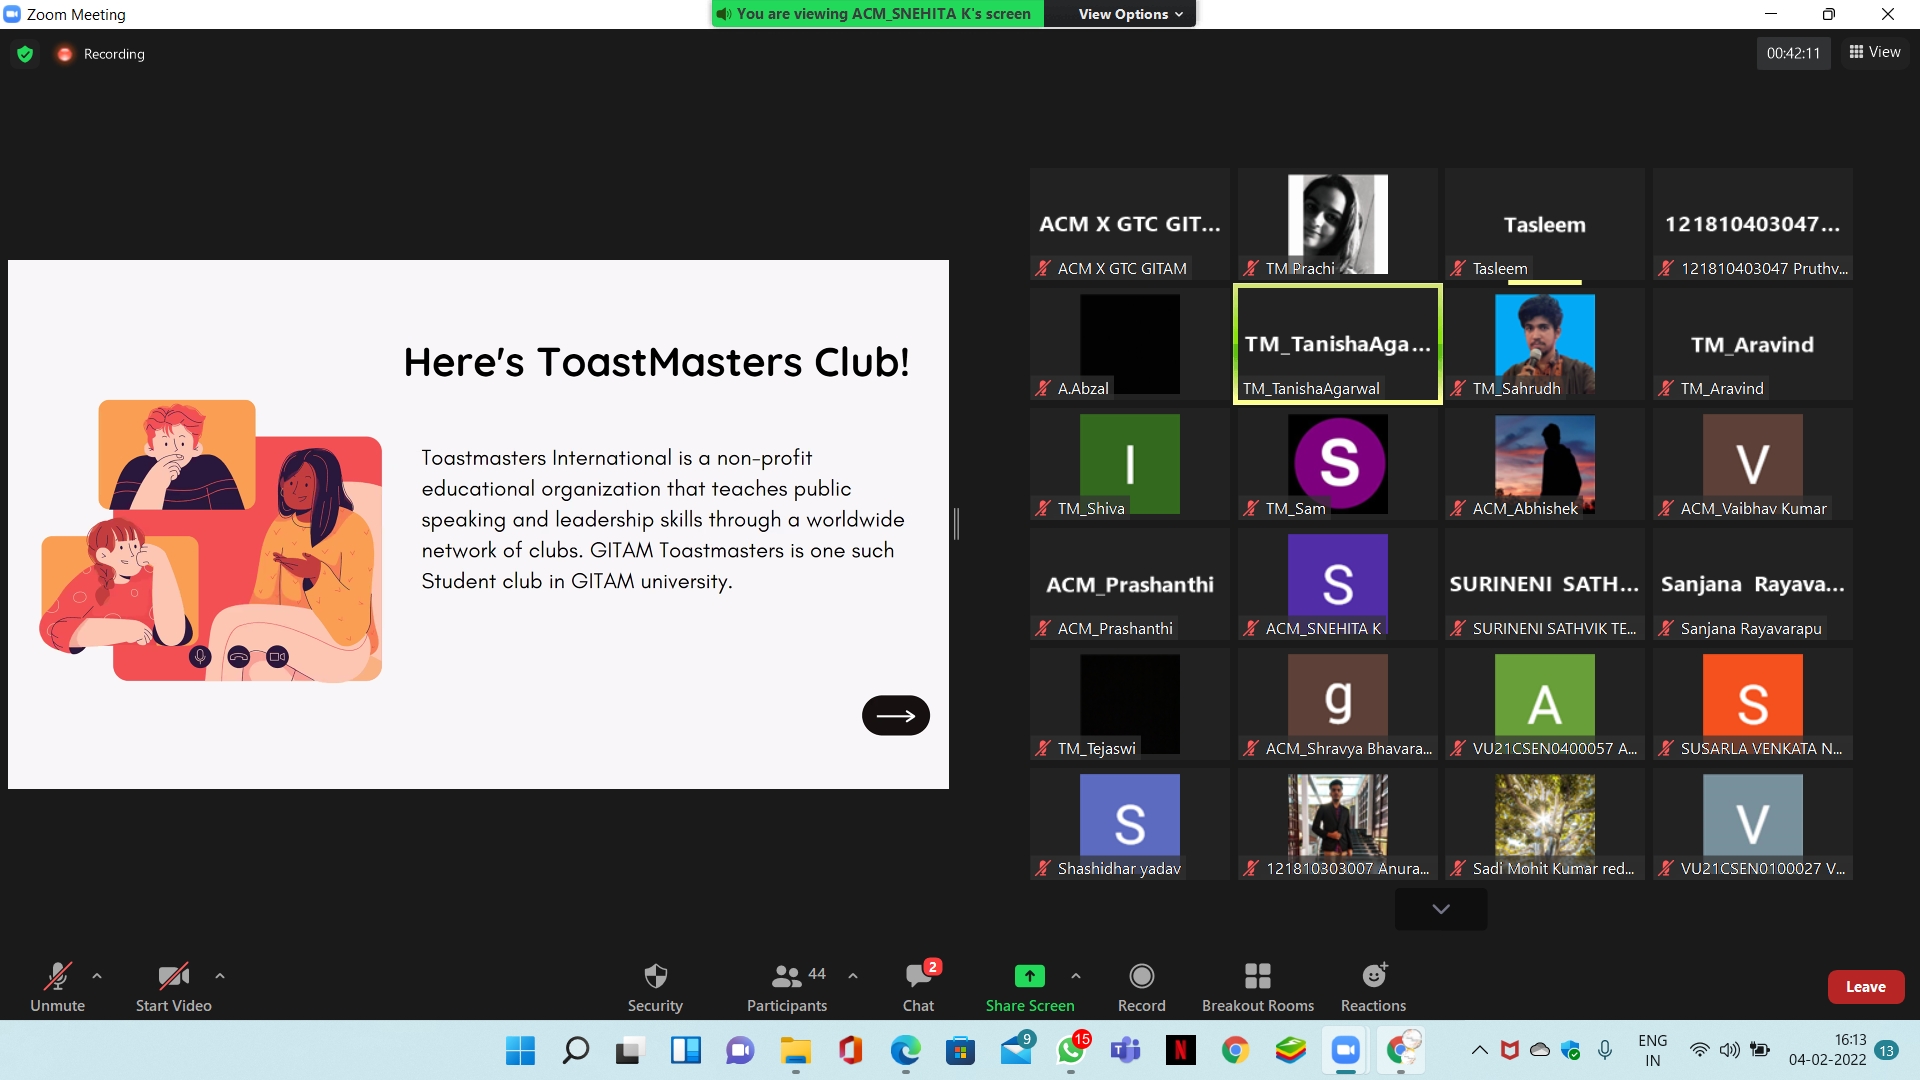 Zoom Meeting
You are viewing ACM_SNEHITA K's screen
View Options
Recording
00:42:11
View
Here's ToastMasters Club!
Toastmasters International is a non-profit
educational organization that teaches public
speaking and leadership skills through a worldwide
network of clubs. GITAM Toastmasters is one such
Student club in GITAM university.
ACM X GTC GIT...
Tasleem
121810403047...
ACM X GTC GITAM
TM Prachi
Tasleem
121810403047 Pruthv...
TM_TanishaAga...
TM_Aravind
A.Abzal
TM_TanishaAgarwal
TM_Sahrudh
TM_Aravind
I
S
V
TM_Shiva
TM_Sam
ACM_Abhishek
ACM_Vaibhav Kumar
ACM_Prashanthi
S
SURINENI SATH...
Sanjana Rayava...
ACM_Prashanthi
ACM_SNEHITA K
SURINENI SATHVIK TE...
Sanjana Rayavarapu
g
A
S
TM_Tejaswi
ACM_Shravya Bhavara...
VU21CSEN0400057 A...
SUSARLA VENKATA N...
S
V
Shashidhar yadav
121810303007 Anura...
Sadi Mohit Kumar red...
VU21CSEN0100027 V...
Unmute
Start Video
Security
44
Participants
2
Chat
Share Screen
Record
Breakout Rooms
Reactions
Leave
9
15
N
ENG
IN
16:13
04-02-2022
13